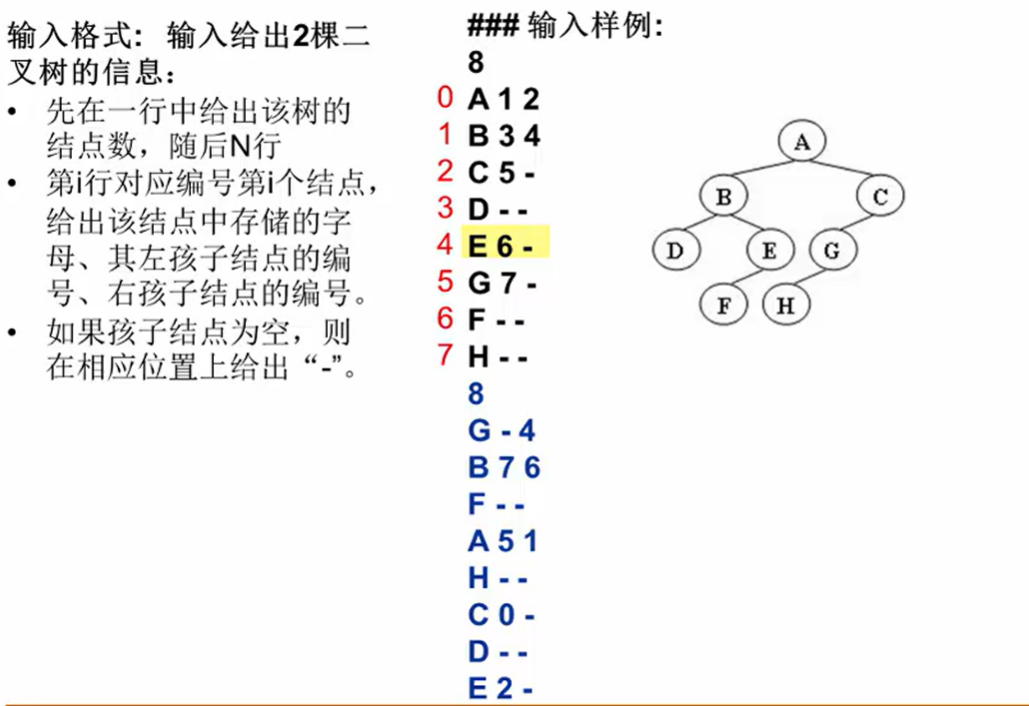 输入格式：输入给出2棵二
叉树的信息：
• 先在一行中给出该树的
结点数，随后N行
• 第i行对应编号第i个结点，
给出该结点中存储的字
母、其左孩子结点的编
号、右孩子结点的编号。
• 如果孩子结点为空，则
在相应位置上给出“-”。
### 输入样例:
8
0 A 1 2
1 B 3 4
2 C 5 -
3 D - -
4 E 6 -
5 G 7 -
6 F - -
7 H - -
8
G - 4
B 7 6
F - -
A 5 1
H - -
C 0 -
D - -
E 2 -
A
B C
D E G
F H